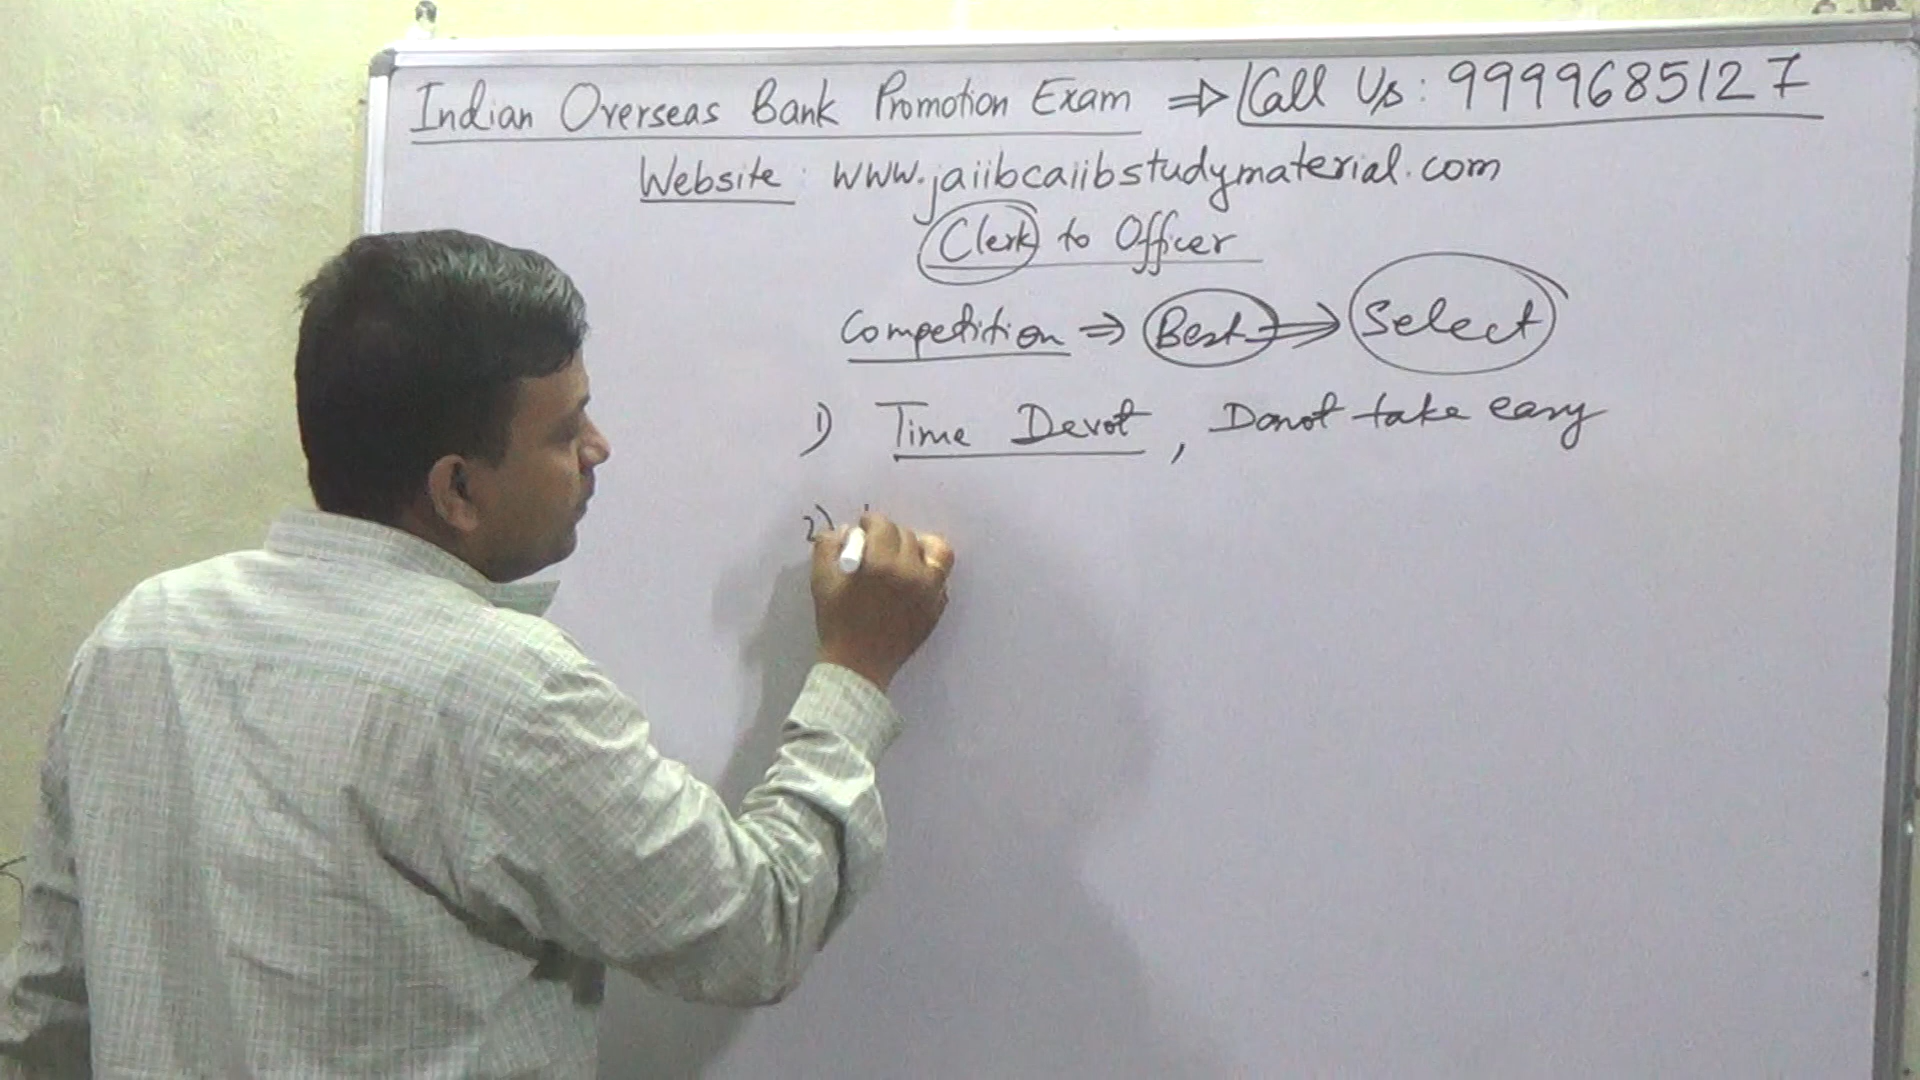 Indian Overseas Bank Promotion Exam ⇒ Call Us: 9999685127
Website: www.jaiibcaiibstudymaterial.com
Clerk to Officer
Competition ⇒ Best ⇒ Select
1) Time Devot, Donot take easy
2)